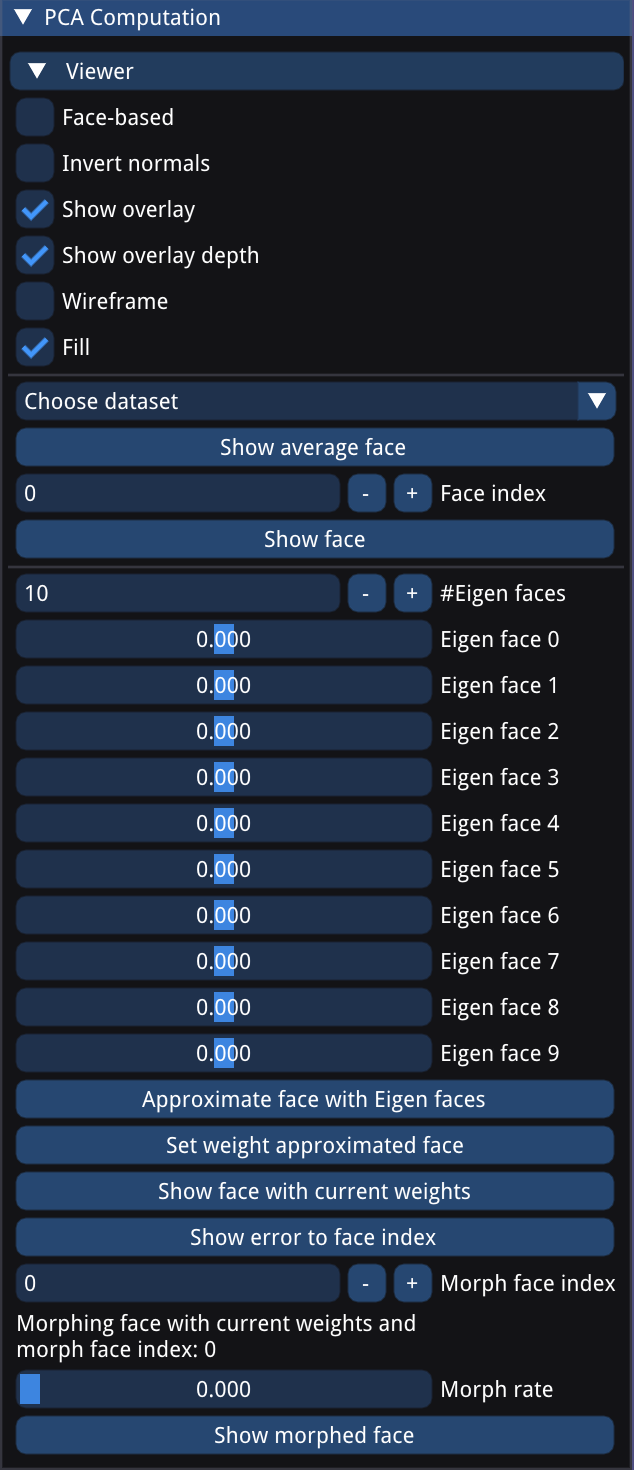 PCA Computation
Viewer
Face-based
Invert normals
Show overlay
Show overlay depth
Wireframe
Fill
Choose dataset
Show average face
0 - + Face index
Show face
10 - + #Eigen faces
0.000 Eigen face 0
0.000 Eigen face 1
0.000 Eigen face 2
0.000 Eigen face 3
0.000 Eigen face 4
0.000 Eigen face 5
0.000 Eigen face 6
0.000 Eigen face 7
0.000 Eigen face 8
0.000 Eigen face 9
Approximate face with Eigen faces
Set weight approximated face
Show face with current weights
Show error to face index
0 - + Morph face index
Morphing face with current weights and
morph face index: 0
0.000 Morph rate
Show morphed face